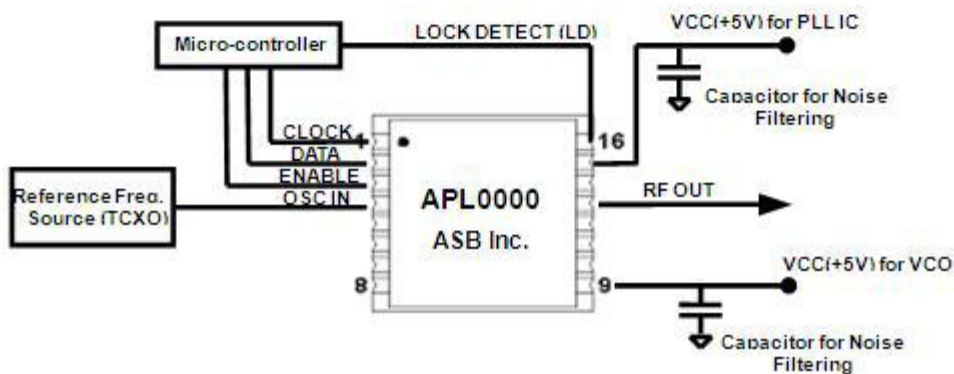 Micro-controller
LOCK DETECT (LD)
VCC(+5V) for PLL IC
Capacitor for Noise
Filtering
CLOCK
1
16
DATA
ENABLE
OSC IN
Reference Freq.
Source (TCXO)
APL0000
ASB Inc.
RF OUT
8
9
VCC(+5V) for VCO
Capacitor for Noise
Filtering